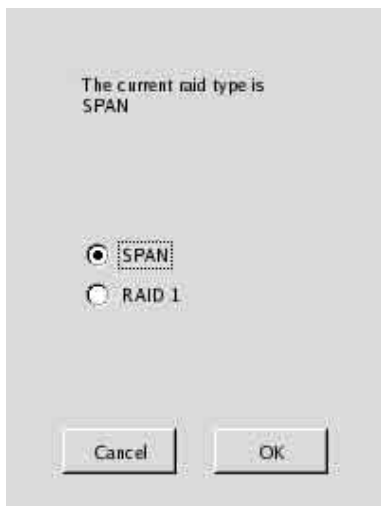 The current raid type is
SPAN
SPAN
RAID 1
Cancel
OK